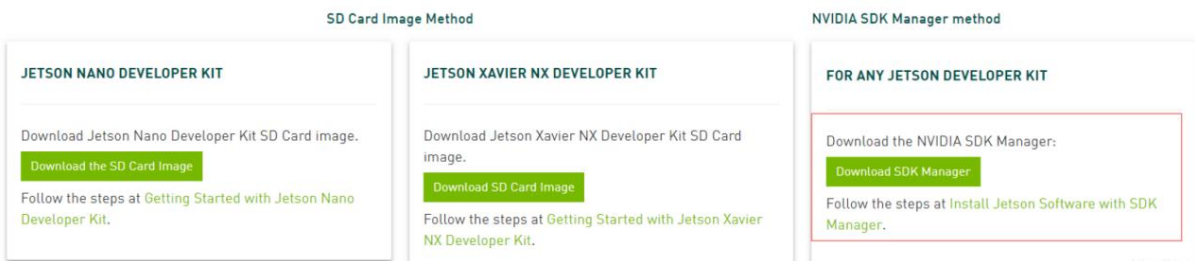 SD Card Image Method
NVIDIA SDK Manager method
JETSON NANO DEVELOPER KIT
Download Jetson Nano Developer Kit SD Card image.
Download the SD Card Image
Follow the steps at Getting Started with Jetson Nano
Developer Kit.
JETSON XAVIER NX DEVELOPER KIT
Download Jetson Xavier NX Developer Kit SD Card
image.
Download SD Card Image
Follow the steps at Getting Started with Jetson Xavier
NX Developer Kit.
FOR ANY JETSON DEVELOPER KIT
Download the NVIDIA SDK Manager:
Download SDK Manager
Follow the steps at Install Jetson Software with SDK
Manager.